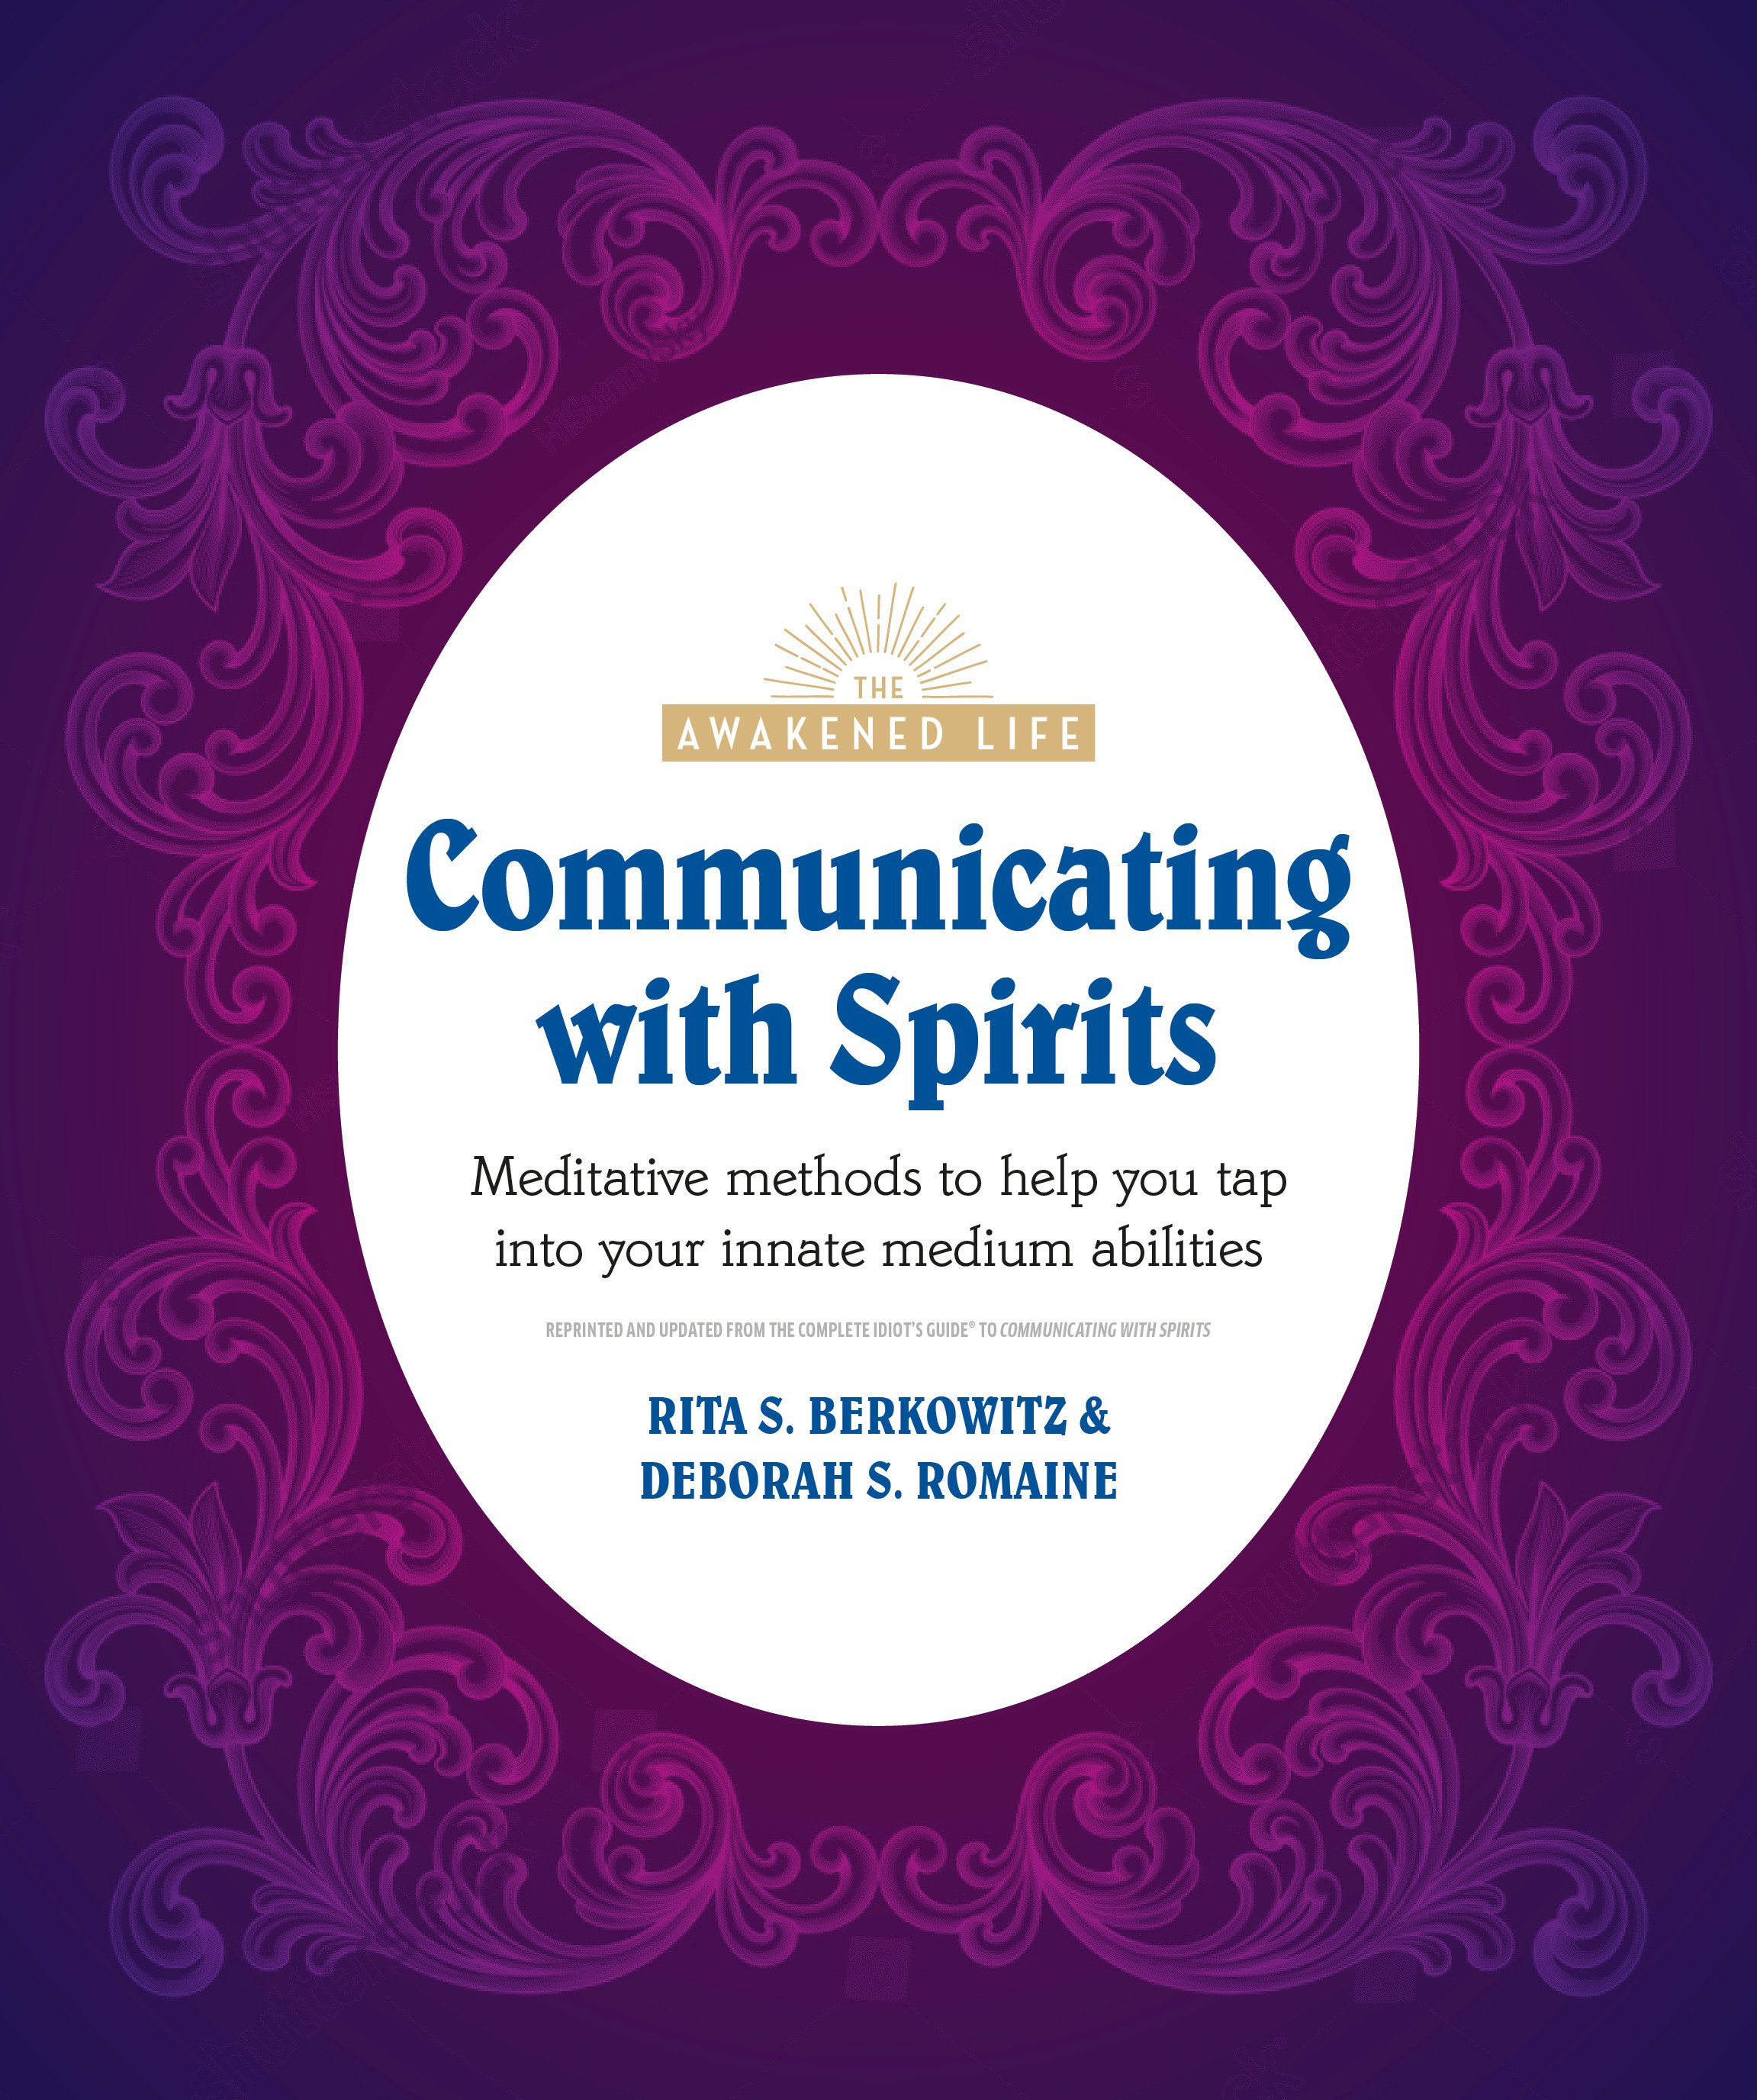 THE
AWAKENED LIFE
Communicating
with Spirits
Meditative methods to help you tap
into your innate medium abilities
REPRINTED AND UPDATED FROM THE COMPLETE IDIOT'S GUIDE® TO COMMUNICATING WITH SPIRITS
RITA S. BERKOWITZ &
DEBORAH S. ROMAINE